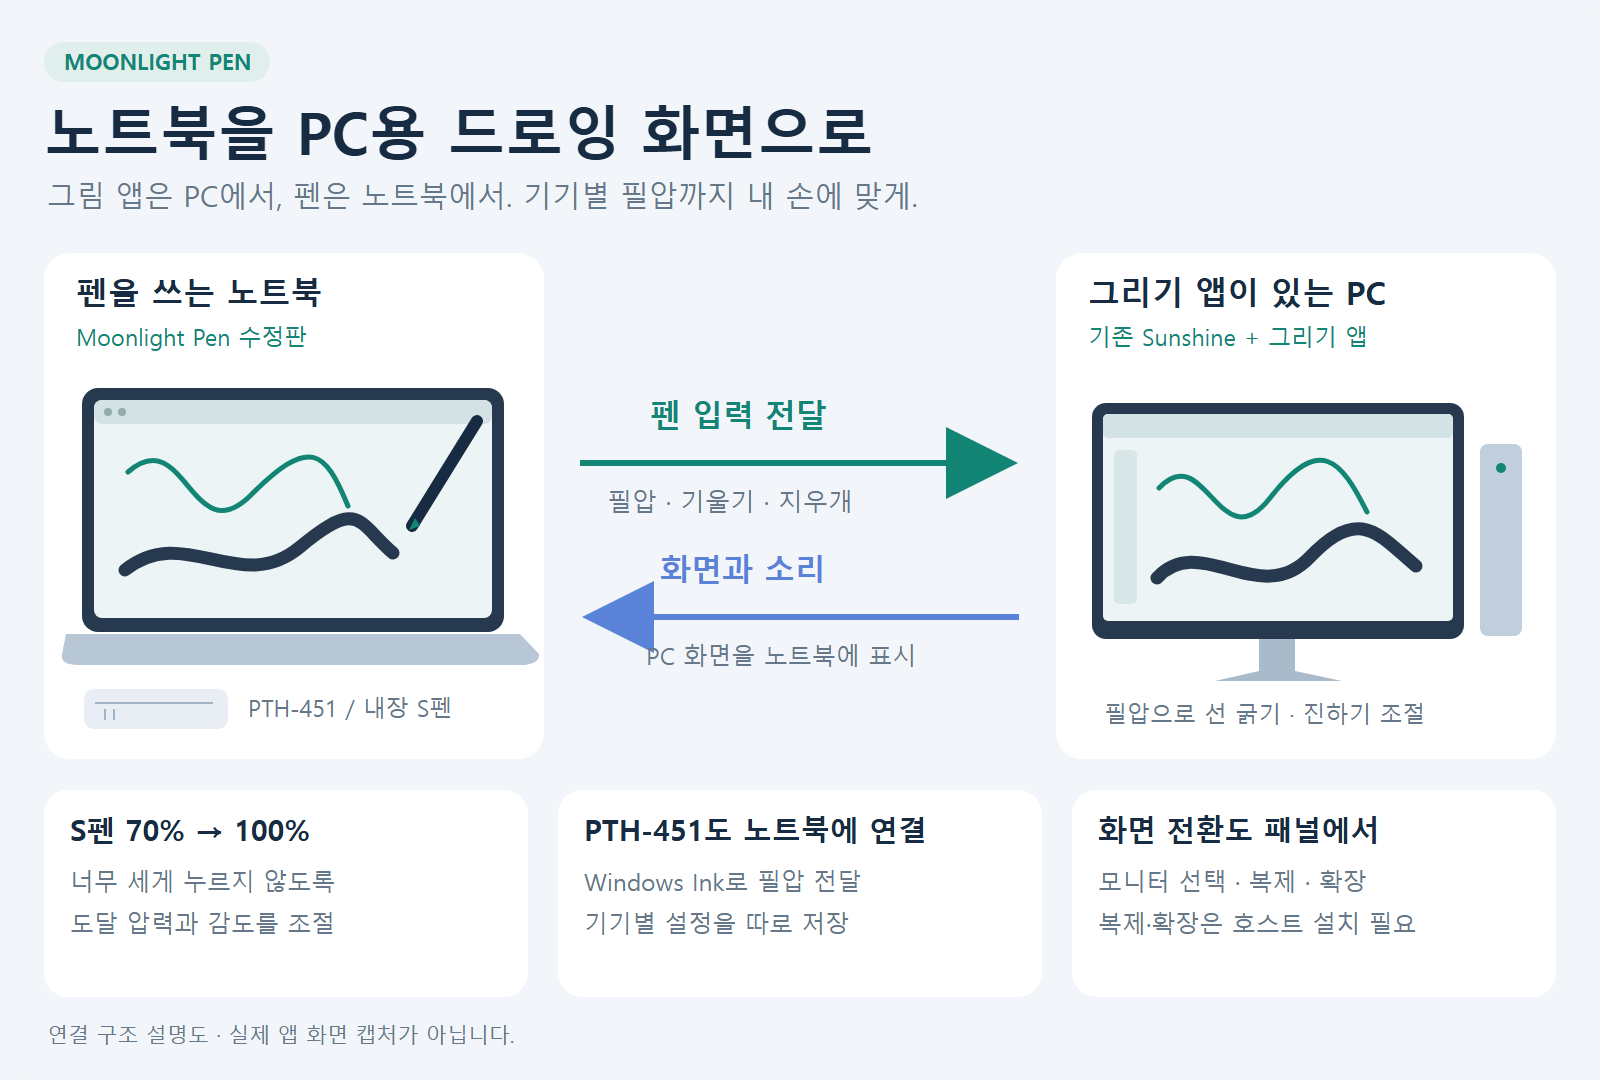 MOONLIGHT PEN
노트북을 PC용 드로잉 화면으로
그림 앱은 PC에서, 펜은 노트북에서. 기기별 필압까지 내 손에 맞게.
펜을 쓰는 노트북
Moonlight Pen 수정판
PTH-451 / 내장 S펜
펜 입력 전달
필압 · 기울기 · 지우개
화면과 소리
PC 화면을 노트북에 표시
그리기 앱이 있는 PC
기존 Sunshine + 그리기 앱
필압으로 선 굵기 · 진하기 조절
S펜 70% → 100%
너무 세게 누르지 않도록
도달 압력과 감도를 조절
PTH-451도 노트북에 연결
Windows Ink로 필압 전달
기기별 설정을 따로 저장
화면 전환도 패널에서
모니터 선택 · 복제 · 확장
복제·확장은 호스트 설치 필요
연결 구조 설명도 · 실제 앱 화면 캡처가 아닙니다.